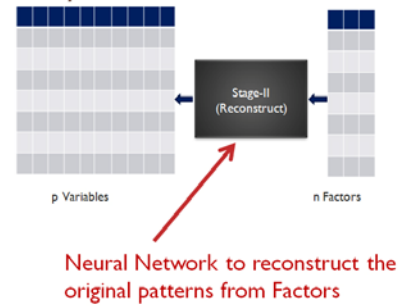 Stage-II
(Reconstruct)
p Variables
n Factors
Neural Network to reconstruct the
original patterns from Factors